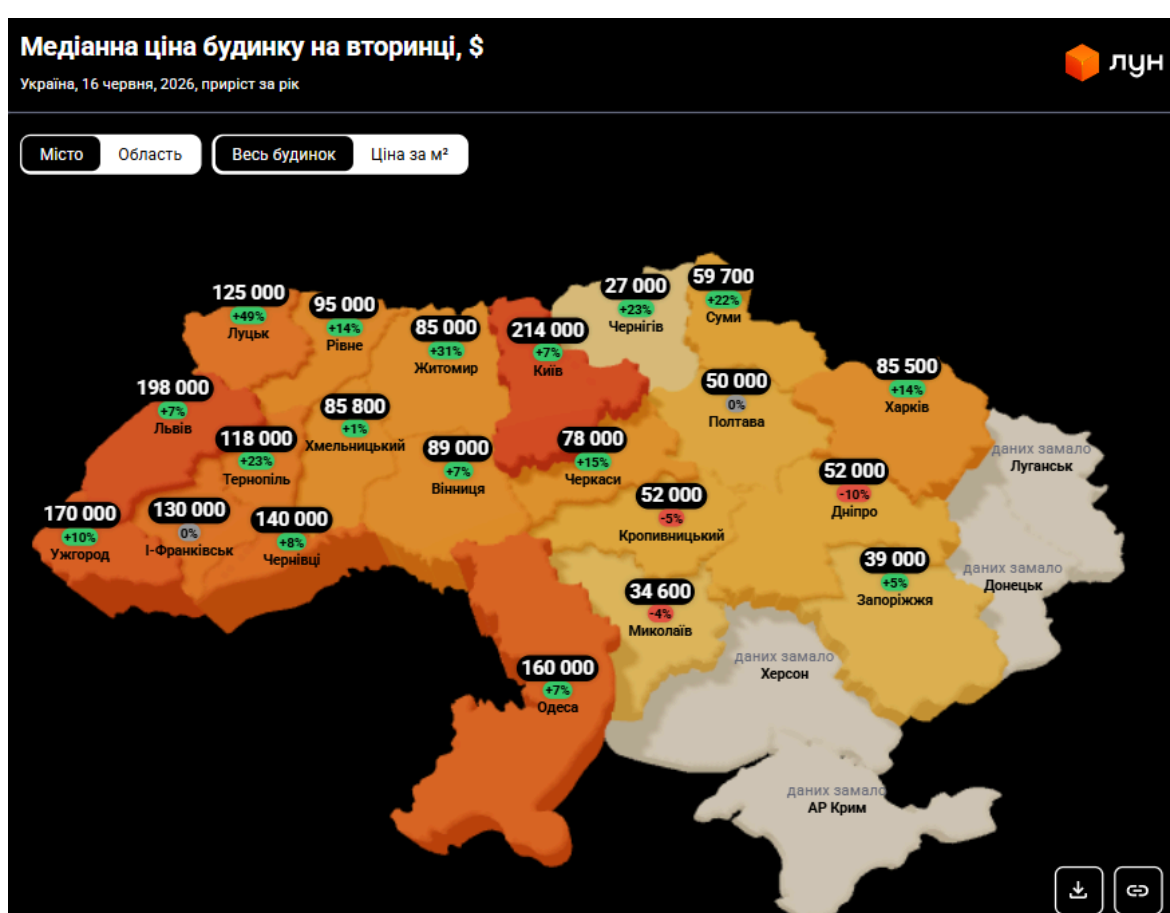 Медіанна ціна будинку на вторинці, $
Україна, 16 червня, 2026, приріст за рік
лун
Місто
Область
Весь будинок
Ціна за м²
125 000
+49%
Луцьк
95 000
+14%
Рівне
85 000
+31%
Житомир
214 000
+7%
Київ
27 000
+23%
Чернігів
59 700
+22%
Суми
198 000
+7%
Львів
118 000
+23%
Тернопіль
85 800
+1%
Хмельницький
89 000
+7%
Вінниця
78 000
+15%
Черкаси
50 000
0%
Полтава
85 500
+14%
Харків
даних замало
Луганськ
170 000
+10%
Ужгород
130 000
0%
І-Франківськ
140 000
+8%
Чернівці
52 000
-5%
Кропивницький
52 000
-10%
Дніпро
39 000
+5%
Запоріжжя
даних замало
Донецьк
34 600
-4%
Миколаїв
160 000
+7%
Одеса
даних замало
Херсон
даних замало
АР Крим